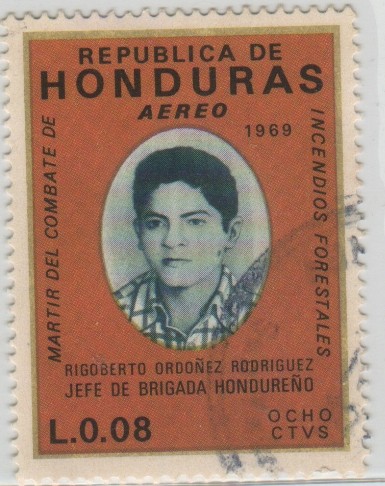 REPUBLICA DE
HONDURAS
AEREO
1969
MARTIR DEL COMBATE DE
INCENDIOS FORESTALES
RIGOBERTO ORDOÑEZ RODRIGUEZ
JEFE DE BRIGADA HONDUREÑO
L.0.08
OCHO
CTVS